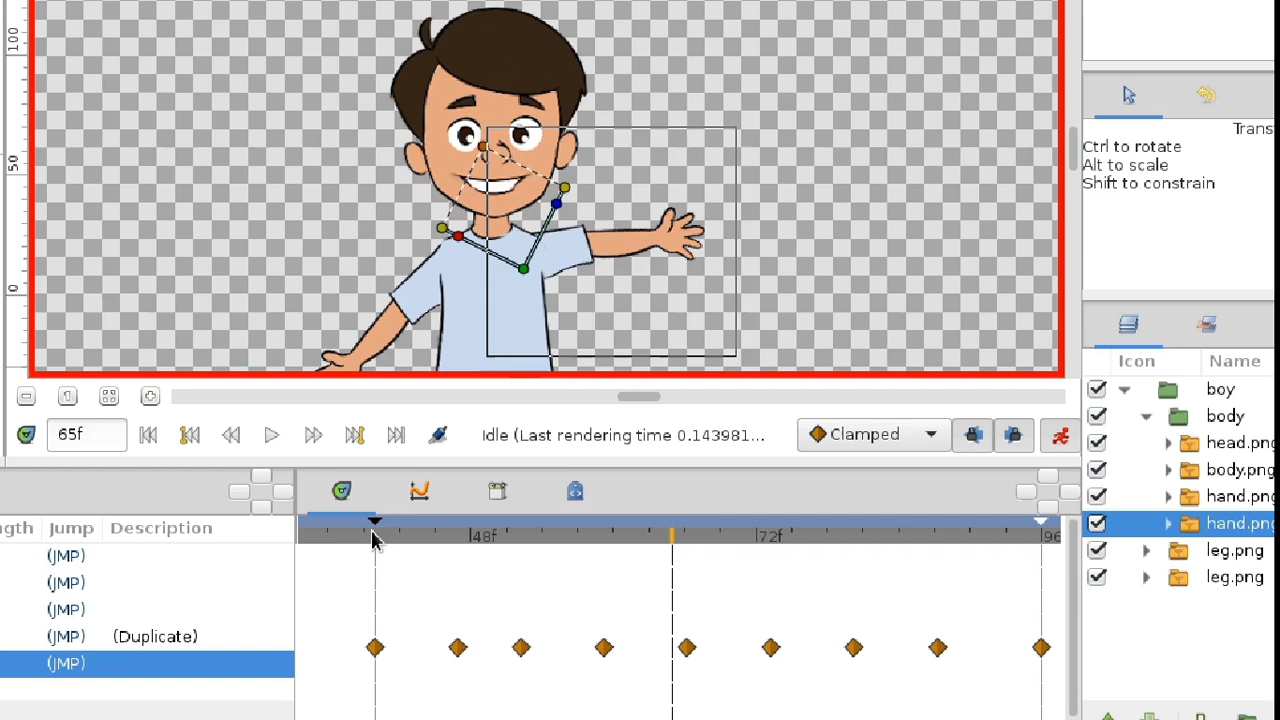 100
50
0
Trans
Ctrl to rotate
Alt to scale
Shift to constrain
Icon Name
boy
body
head.png
body.png
hand.png
hand.png
leg.png
leg.png
65f
Idle (Last rendering time 0.143981...
Clamped
ngth Jump Description
48f 72f 96
(JMP)
(JMP)
(JMP)
(JMP) (Duplicate)
(JMP)